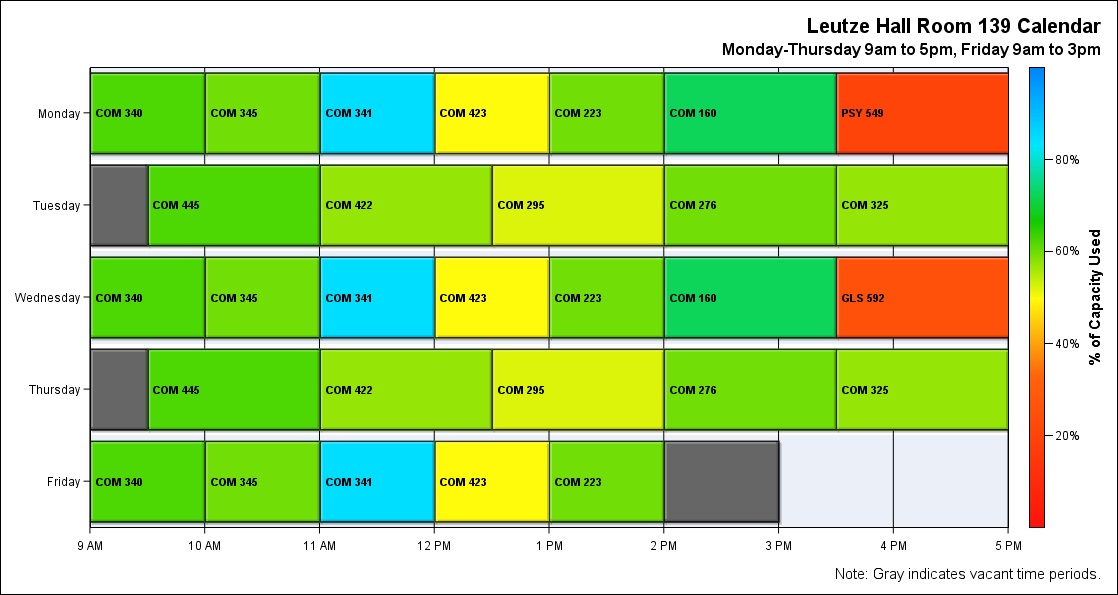 Leutze Hall Room 139 Calendar
Monday-Thursday 9am to 5pm, Friday 9am to 3pm
Monday COM 340 COM 345 COM 341 COM 423 COM 223 COM 160 PSY 549
Tuesday COM 445 COM 422 COM 295 COM 276 COM 325
Wednesday COM 340 COM 345 COM 341 COM 423 COM 223 COM 160 GLS 592
Thursday COM 445 COM 422 COM 295 COM 276 COM 325
Friday COM 340 COM 345 COM 341 COM 423 COM 223
9 AM 10 AM 11 AM 12 PM 1 PM 2 PM 3 PM 4 PM 5 PM
80%
60%
40%
20%
% of Capacity Used
Note: Gray indicates vacant time periods.